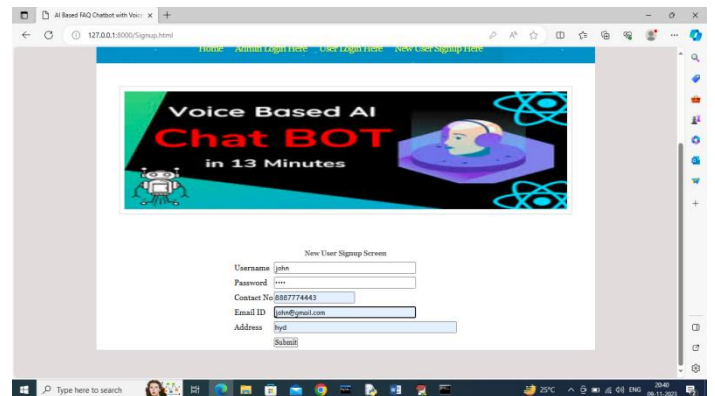 AI Based FAQ Chatbot with Voic
127.0.0.1:8000/Signup.html
Home Admin Login Here User Login Here New User Signup Here
Voice Based AI
Chat BOT
in 13 Minutes
New User Signup Screen
Username john
Password ••••
Contact No 8887774443
Email ID john@gmail.com
Address hyd
Submit
Type here to search
25°C ENG 20:40
09-11-2023